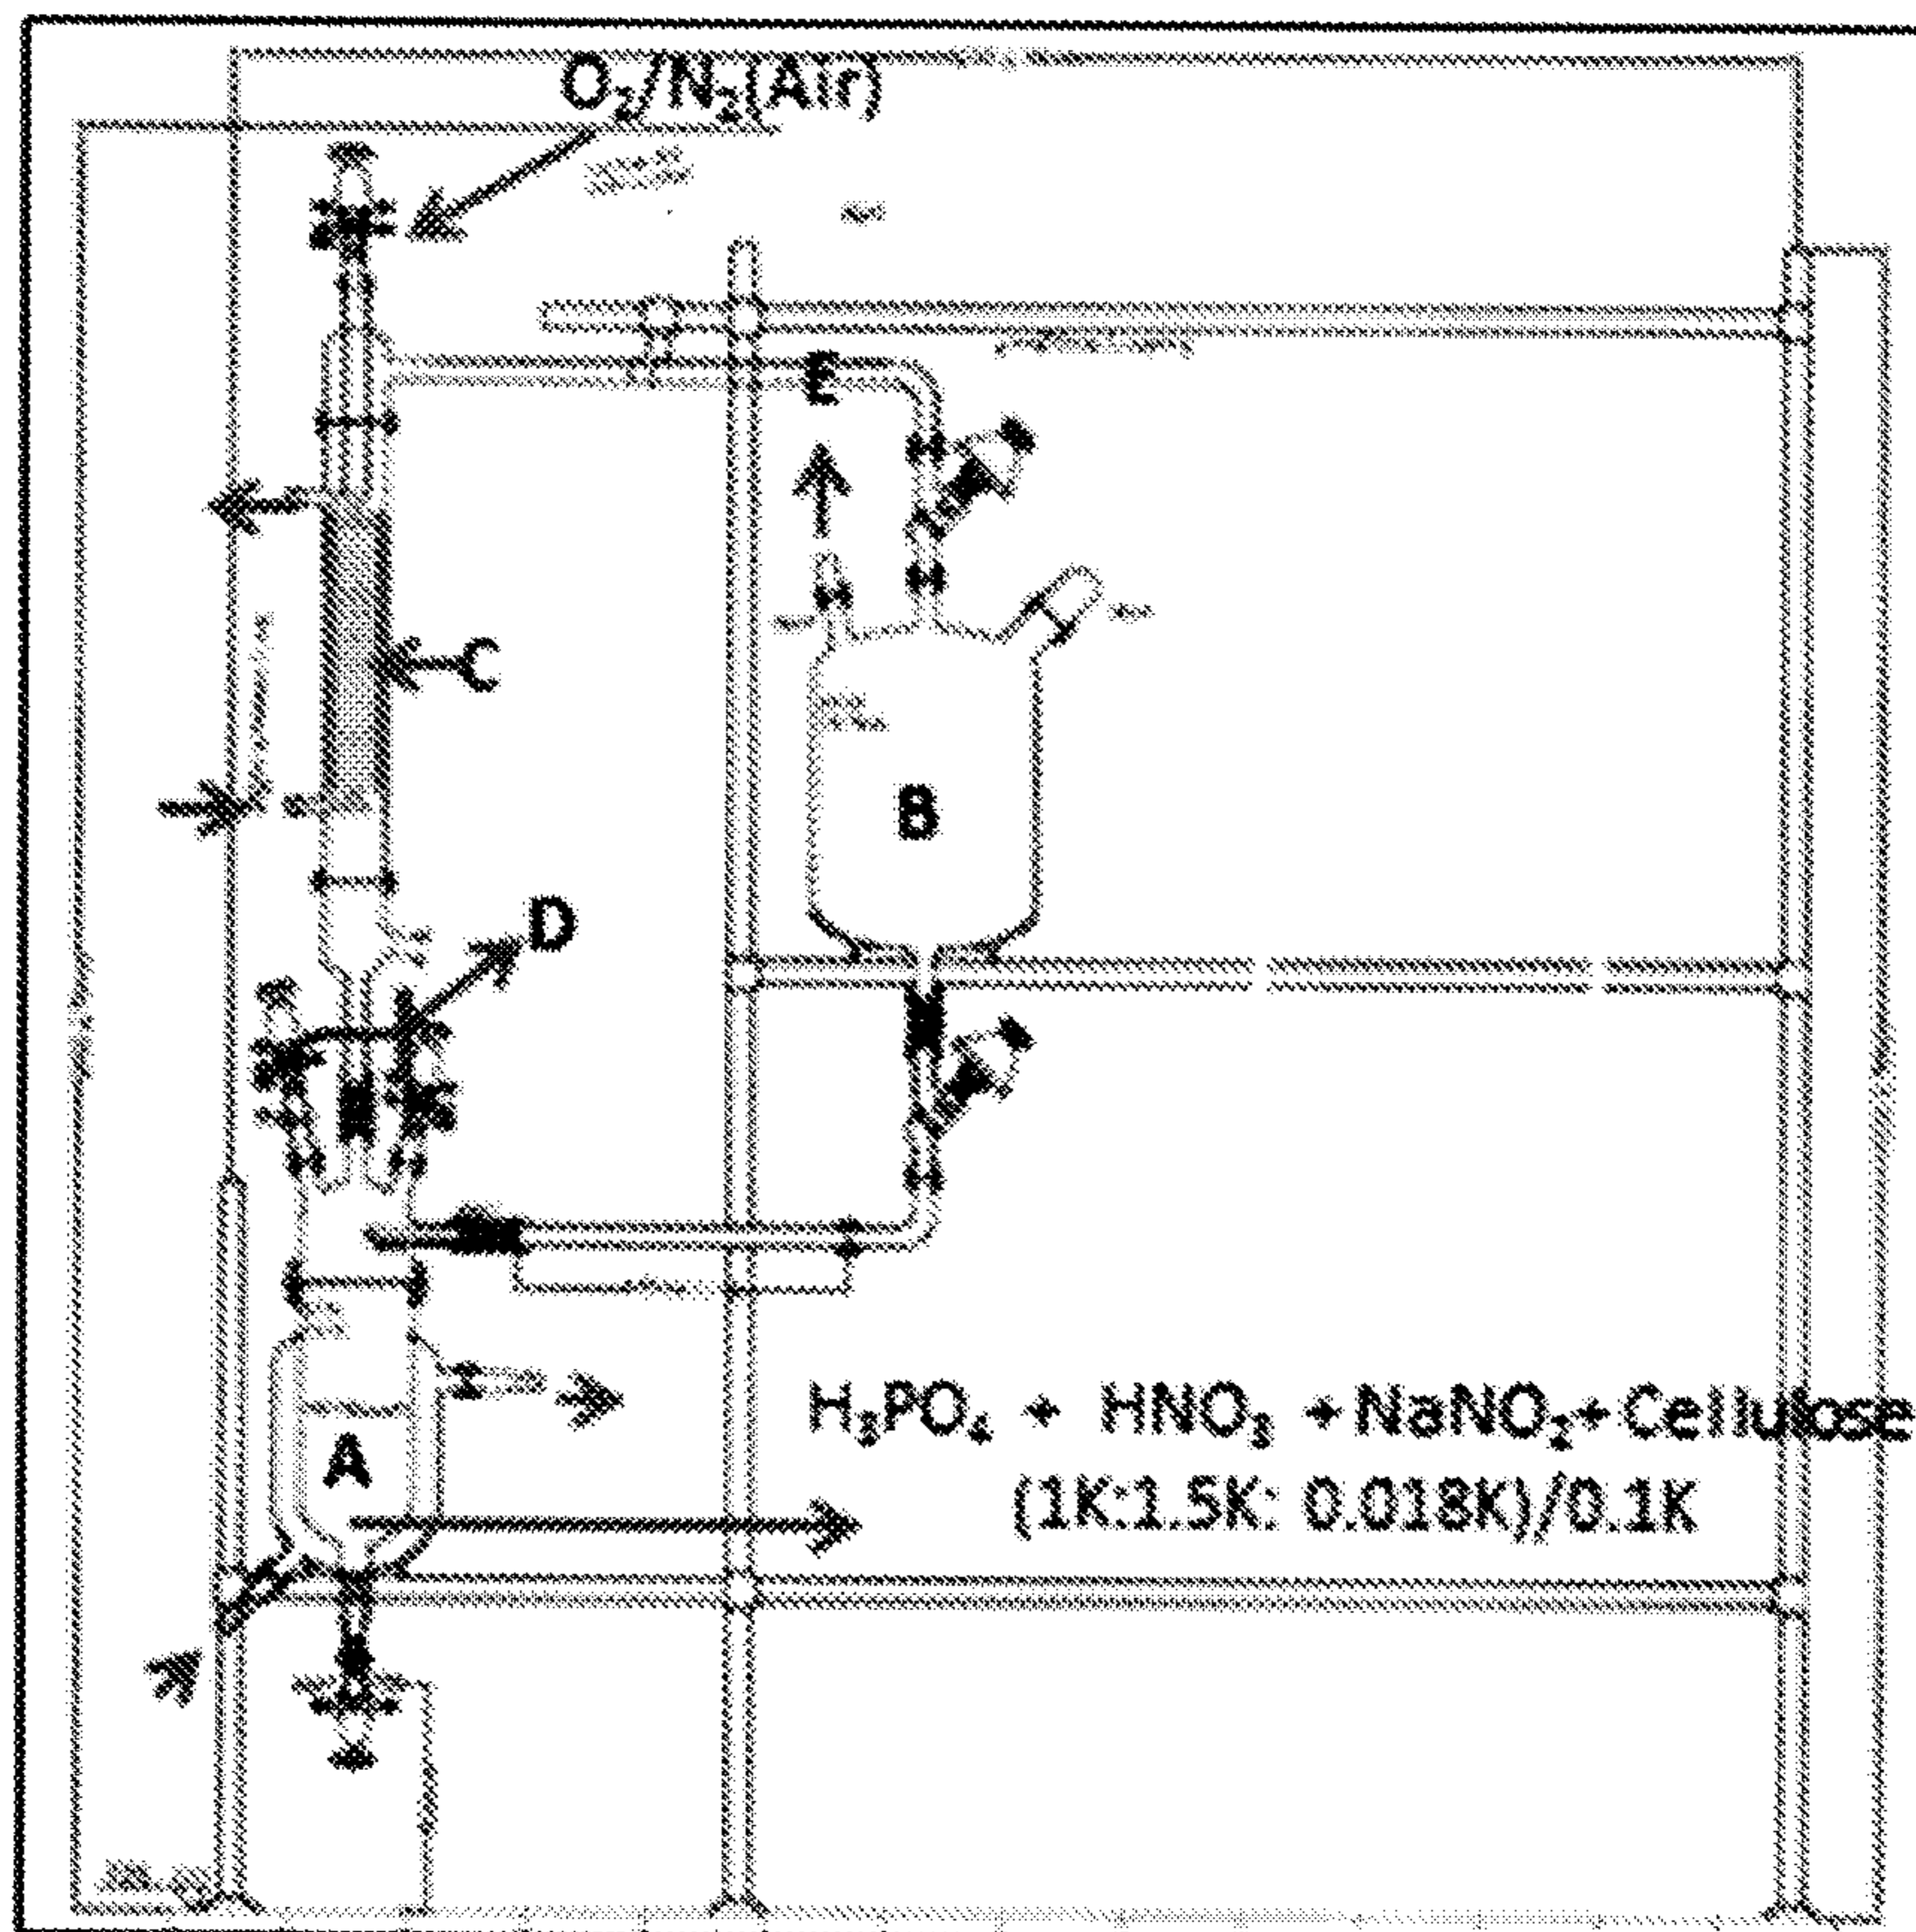 O₂/N₂(Air)
E
C
B
D
H₃PO₄ + HNO₃ + NaNO₂ + Cellulose
A
(1K:1.5K: 0.018K)/0.1K